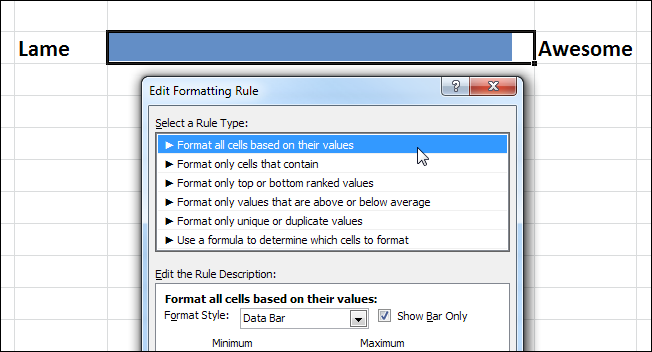 Lame Awesome
Edit Formatting Rule
Select a Rule Type:
► Format all cells based on their values
► Format only cells that contain
► Format only top or bottom ranked values
► Format only values that are above or below average
► Format only unique or duplicate values
► Use a formula to determine which cells to format
Edit the Rule Description:
Format all cells based on their values:
Format Style: Data Bar Show Bar Only
Minimum Maximum